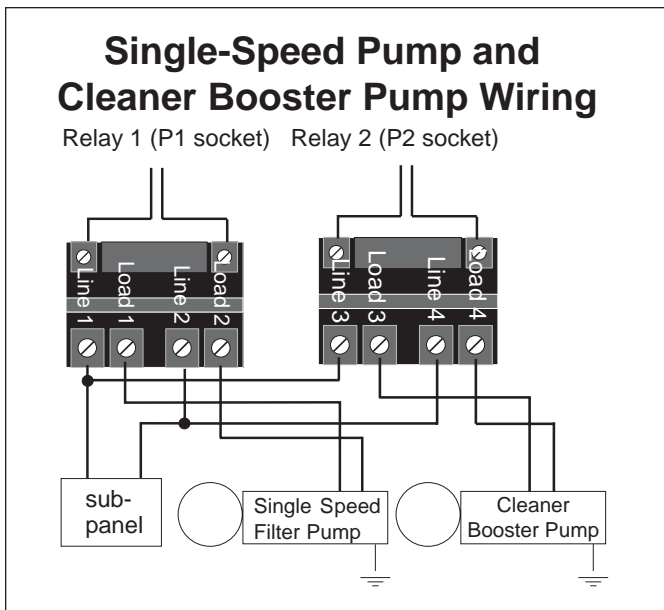 Single-Speed Pump and
Cleaner Booster Pump Wiring
Relay 1 (P1 socket)
Relay 2 (P2 socket)
Line 1
Load 1
Line 2
Load 2
Line 3
Load 3
Line 4
Load 4
sub-
panel
Single Speed
Filter Pump
Cleaner
Booster Pump